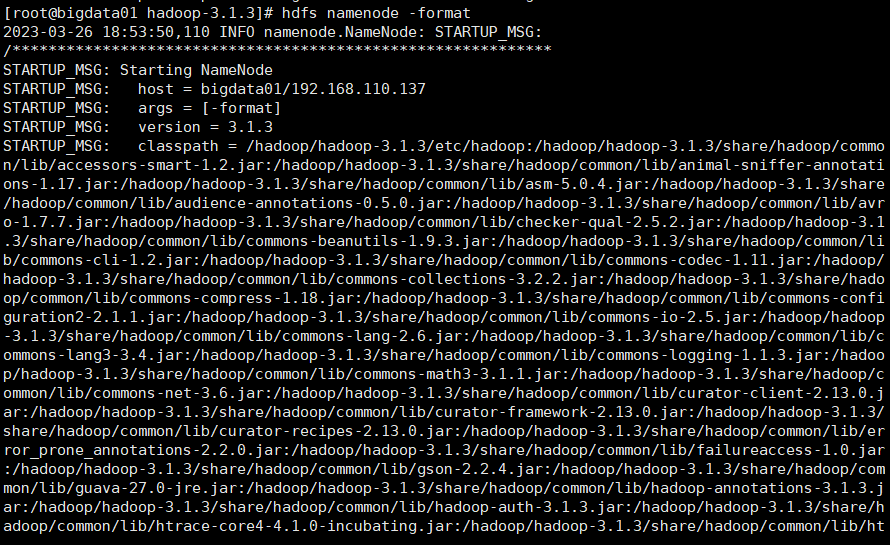 [root@bigdata01 hadoop-3.1.3]# hdfs namenode -format
2023-03-26 18:53:50,110 INFO namenode.NameNode: STARTUP_MSG:
/************************************************************
STARTUP_MSG: Starting NameNode
STARTUP_MSG:   host = bigdata01/192.168.110.137
STARTUP_MSG:   args = [-format]
STARTUP_MSG:   version = 3.1.3
STARTUP_MSG:   classpath = /hadoop/hadoop-3.1.3/etc/hadoop:/hadoop/hadoop-3.1.3/share/hadoop/commo
n/lib/accessors-smart-1.2.jar:/hadoop/hadoop-3.1.3/share/hadoop/common/lib/animal-sniffer-annotati
ons-1.17.jar:/hadoop/hadoop-3.1.3/share/hadoop/common/lib/asm-5.0.4.jar:/hadoop/hadoop-3.1.3/share
/hadoop/common/lib/audience-annotations-0.5.0.jar:/hadoop/hadoop-3.1.3/share/hadoop/common/lib/avr
o-1.7.7.jar:/hadoop/hadoop-3.1.3/share/hadoop/common/lib/checker-qual-2.5.2.jar:/hadoop/hadoop-3.1
.3/share/hadoop/common/lib/commons-beanutils-1.9.3.jar:/hadoop/hadoop-3.1.3/share/hadoop/common/li
b/commons-cli-1.2.jar:/hadoop/hadoop-3.1.3/share/hadoop/common/lib/commons-codec-1.11.jar:/hadoop/
hadoop-3.1.3/share/hadoop/common/lib/commons-collections-3.2.2.jar:/hadoop/hadoop-3.1.3/share/hado
op/common/lib/commons-compress-1.18.jar:/hadoop/hadoop-3.1.3/share/hadoop/common/lib/commons-confi
guration2-2.1.1.jar:/hadoop/hadoop-3.1.3/share/hadoop/common/lib/commons-io-2.5.jar:/hadoop/hadoop
-3.1.3/share/hadoop/common/lib/commons-lang-2.6.jar:/hadoop/hadoop-3.1.3/share/hadoop/common/lib/c
ommons-lang3-3.4.jar:/hadoop/hadoop-3.1.3/share/hadoop/common/lib/commons-logging-1.1.3.jar:/hadoo
p/hadoop-3.1.3/share/hadoop/common/lib/commons-math3-3.1.1.jar:/hadoop/hadoop-3.1.3/share/hadoop/c
ommon/lib/commons-net-3.6.jar:/hadoop/hadoop-3.1.3/share/hadoop/common/lib/curator-client-2.13.0.j
ar:/hadoop/hadoop-3.1.3/share/hadoop/common/lib/curator-framework-2.13.0.jar:/hadoop/hadoop-3.1.3/
share/hadoop/common/lib/curator-recipes-2.13.0.jar:/hadoop/hadoop-3.1.3/share/hadoop/common/lib/er
ror_prone_annotations-2.2.0.jar:/hadoop/hadoop-3.1.3/share/hadoop/common/lib/failureaccess-1.0.jar
:/hadoop/hadoop-3.1.3/share/hadoop/common/lib/gson-2.2.4.jar:/hadoop/hadoop-3.1.3/share/hadoop/com
mon/lib/guava-27.0-jre.jar:/hadoop/hadoop-3.1.3/share/hadoop/common/lib/hadoop-annotations-3.1.3.j
ar:/hadoop/hadoop-3.1.3/share/hadoop/common/lib/hadoop-auth-3.1.3.jar:/hadoop/hadoop-3.1.3/share/h
adoop/common/lib/htrace-core4-4.1.0-incubating.jar:/hadoop/hadoop-3.1.3/share/hadoop/common/lib/ht